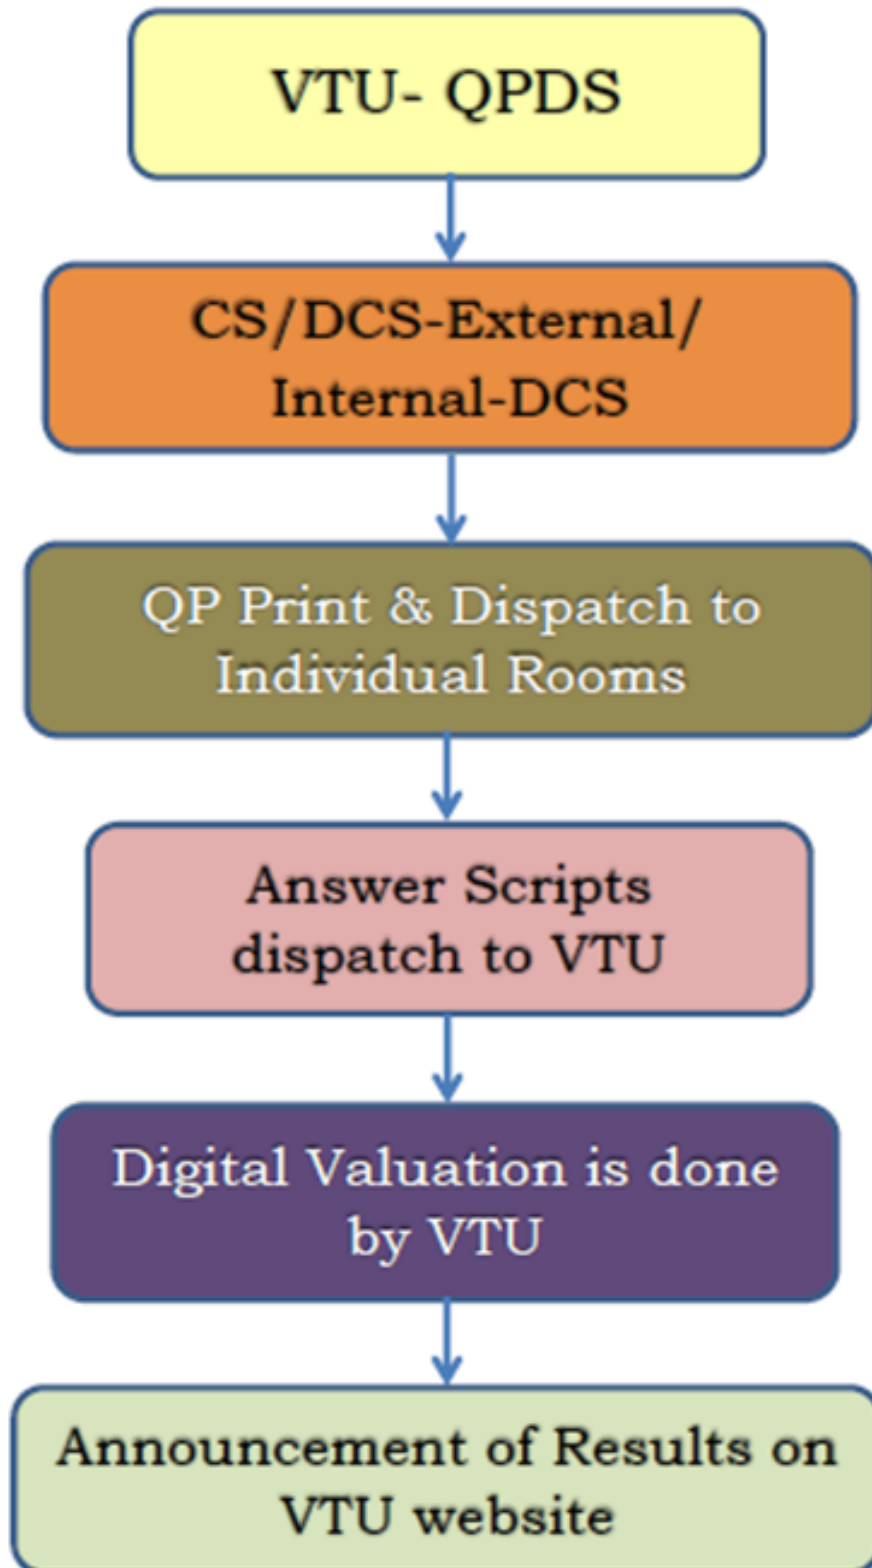 VTU- QPDS
CS/DCS-External/
Internal-DCS
QP Print & Dispatch to
Individual Rooms
Answer Scripts
dispatch to VTU
Digital Valuation is done
by VTU
Announcement of Results on
VTU website